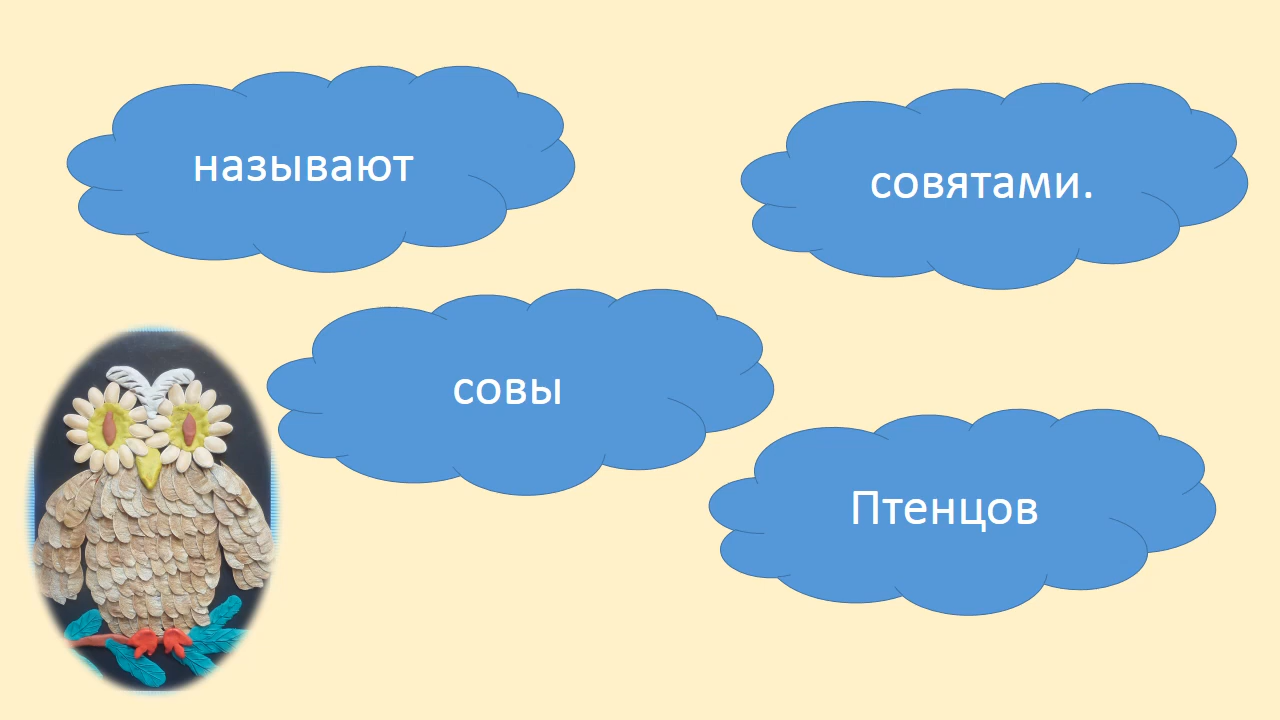 называют
совятами.
совы
Птенцов